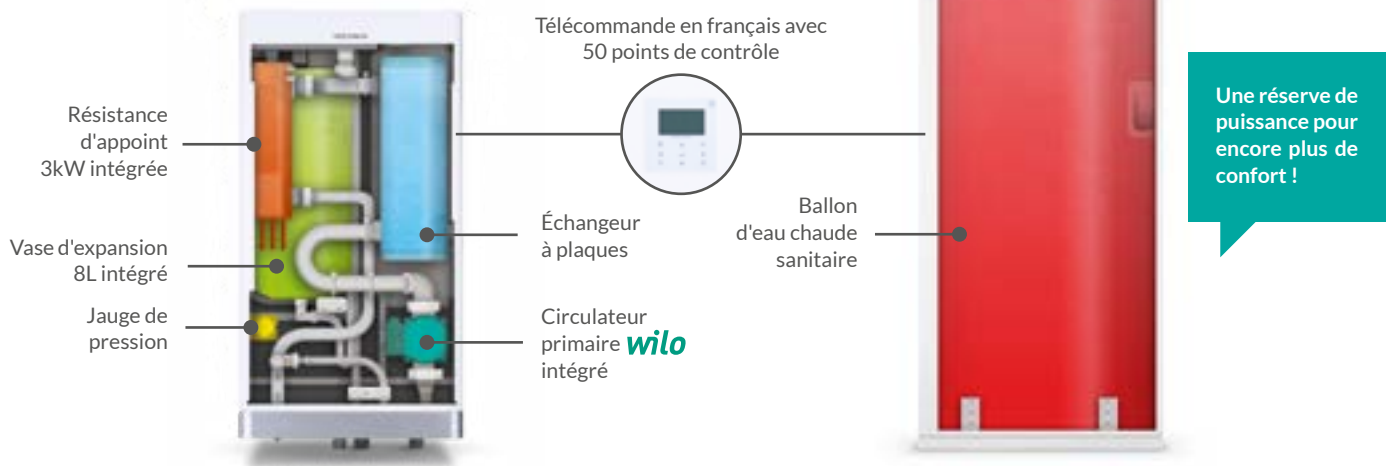 Télécommande en français avec
50 points de contrôle
Résistance
d'appoint
3kW intégrée
Vase d'expansion
8L intégré
Jauge de
pression
Échangeur
à plaques
Circulateur
primaire wilo
intégré
Ballon
d'eau chaude
sanitaire
Une réserve de
puissance pour
encore plus de
confort !